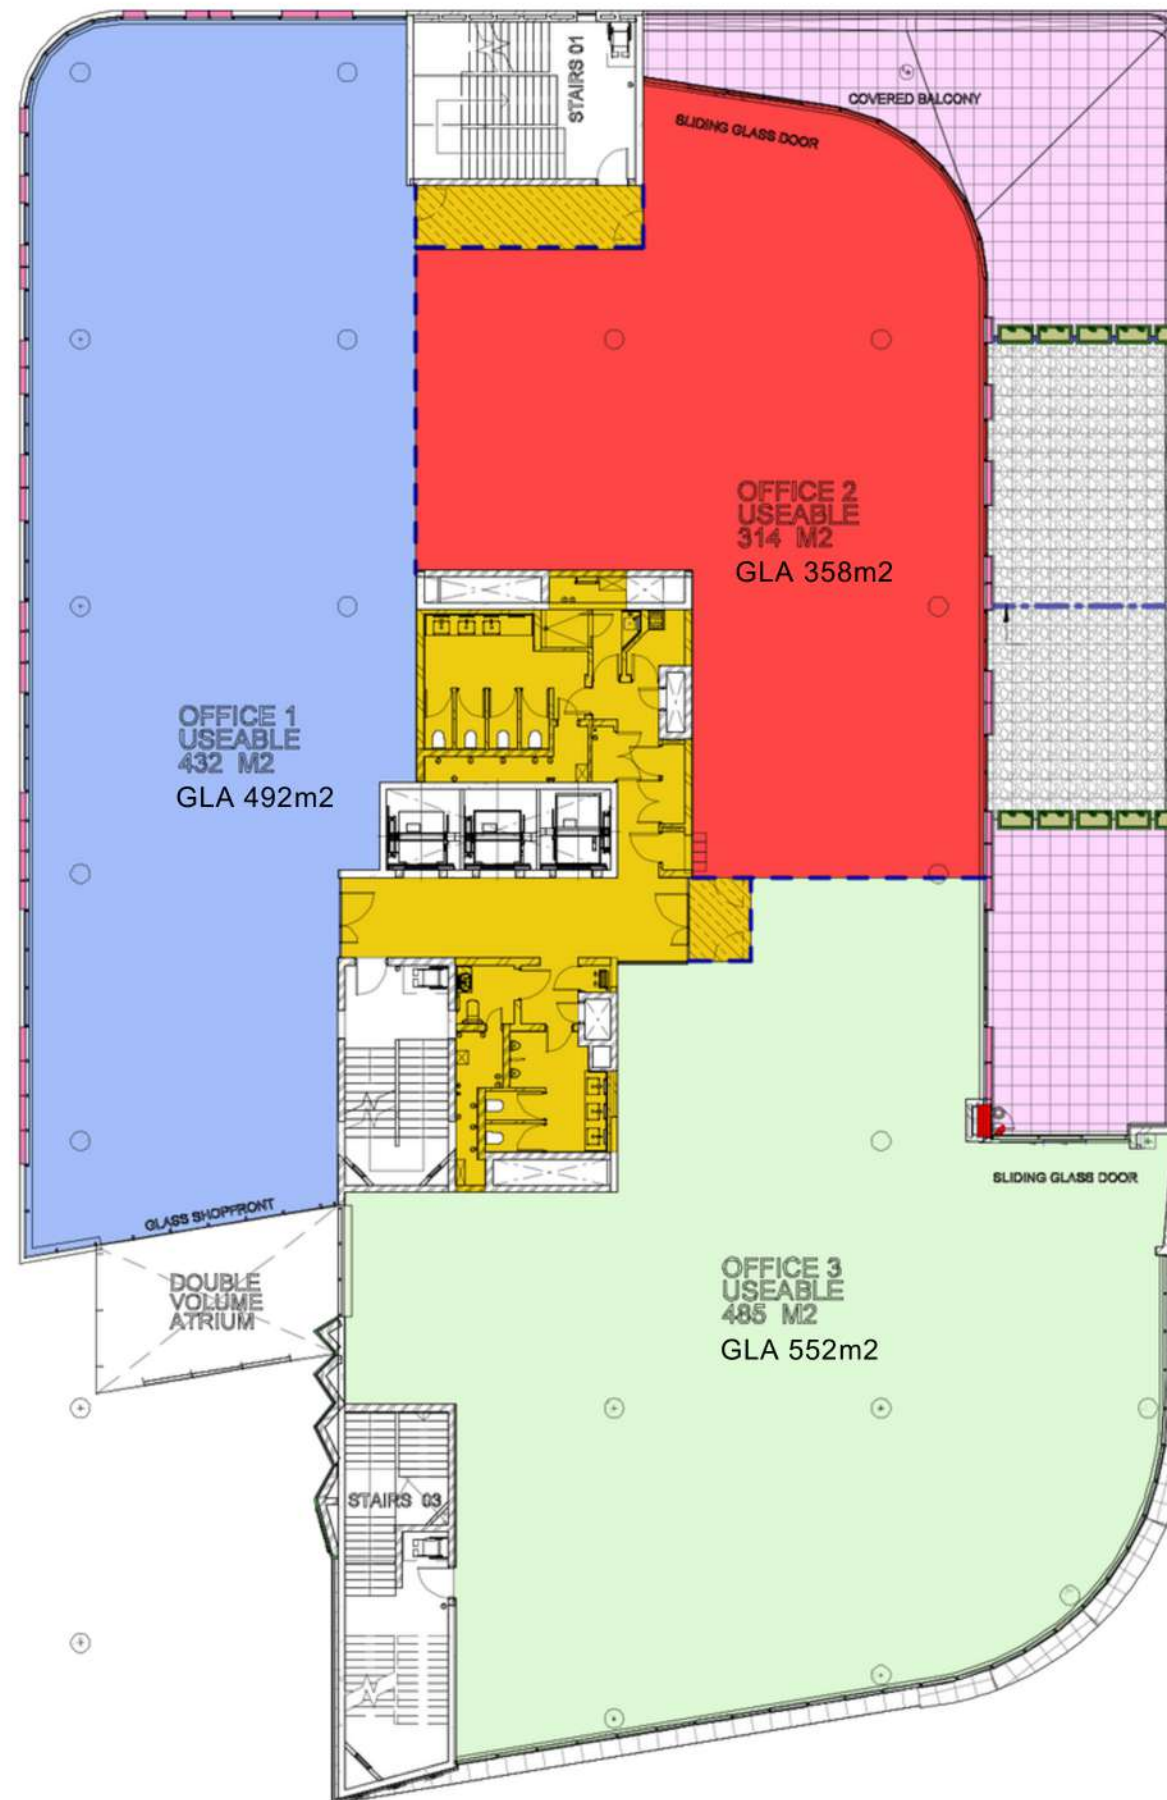 STAIRS 01
COVERED BALCONY
SLIDING GLASS DOOR
OFFICE 2
USEABLE
314 M2
GLA 358m2
OFFICE 1
USEABLE
432 M2
GLA 492m2
SLIDING GLASS DOOR
GLASS SHOPFRONT
DOUBLE
VOLUME
ATRIUM
OFFICE 3
USEABLE
485 M2
GLA 552m2
STAIRS 03